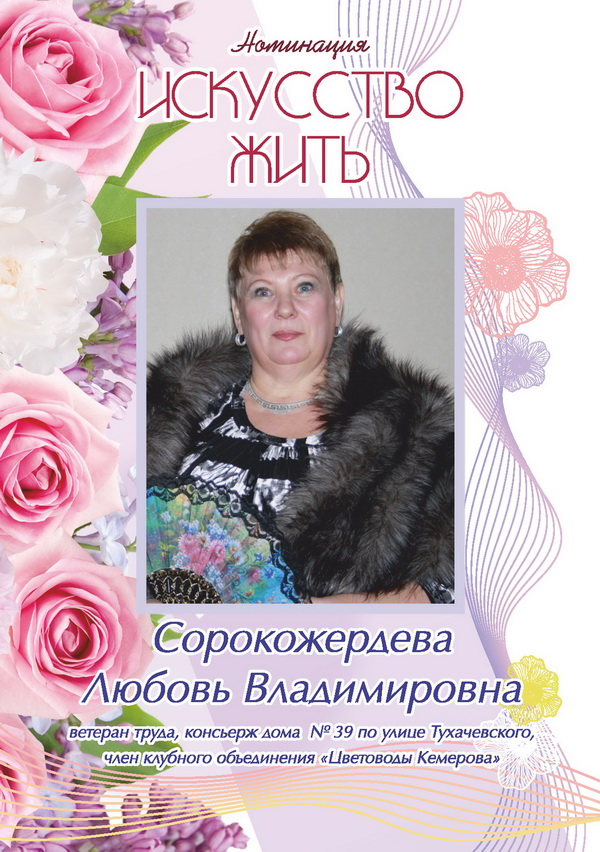 Номинация
ИСКУССТВО
ЖИТЬ
Сорокожердева
Любовь Владимировна
ветеран труда, консьерж дома № 39 по улице Тухачевского,
член клубного объединения «Цветоводы Кемерова»